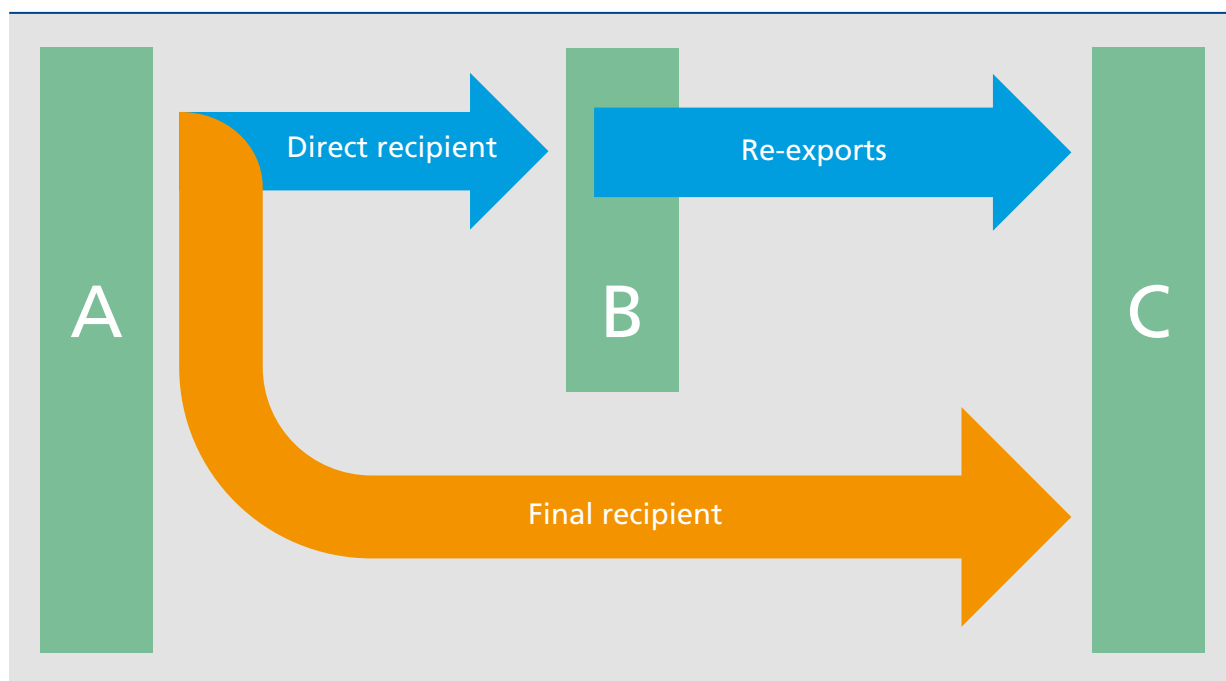 Direct recipient
Re-exports
A
B
C
Final recipient